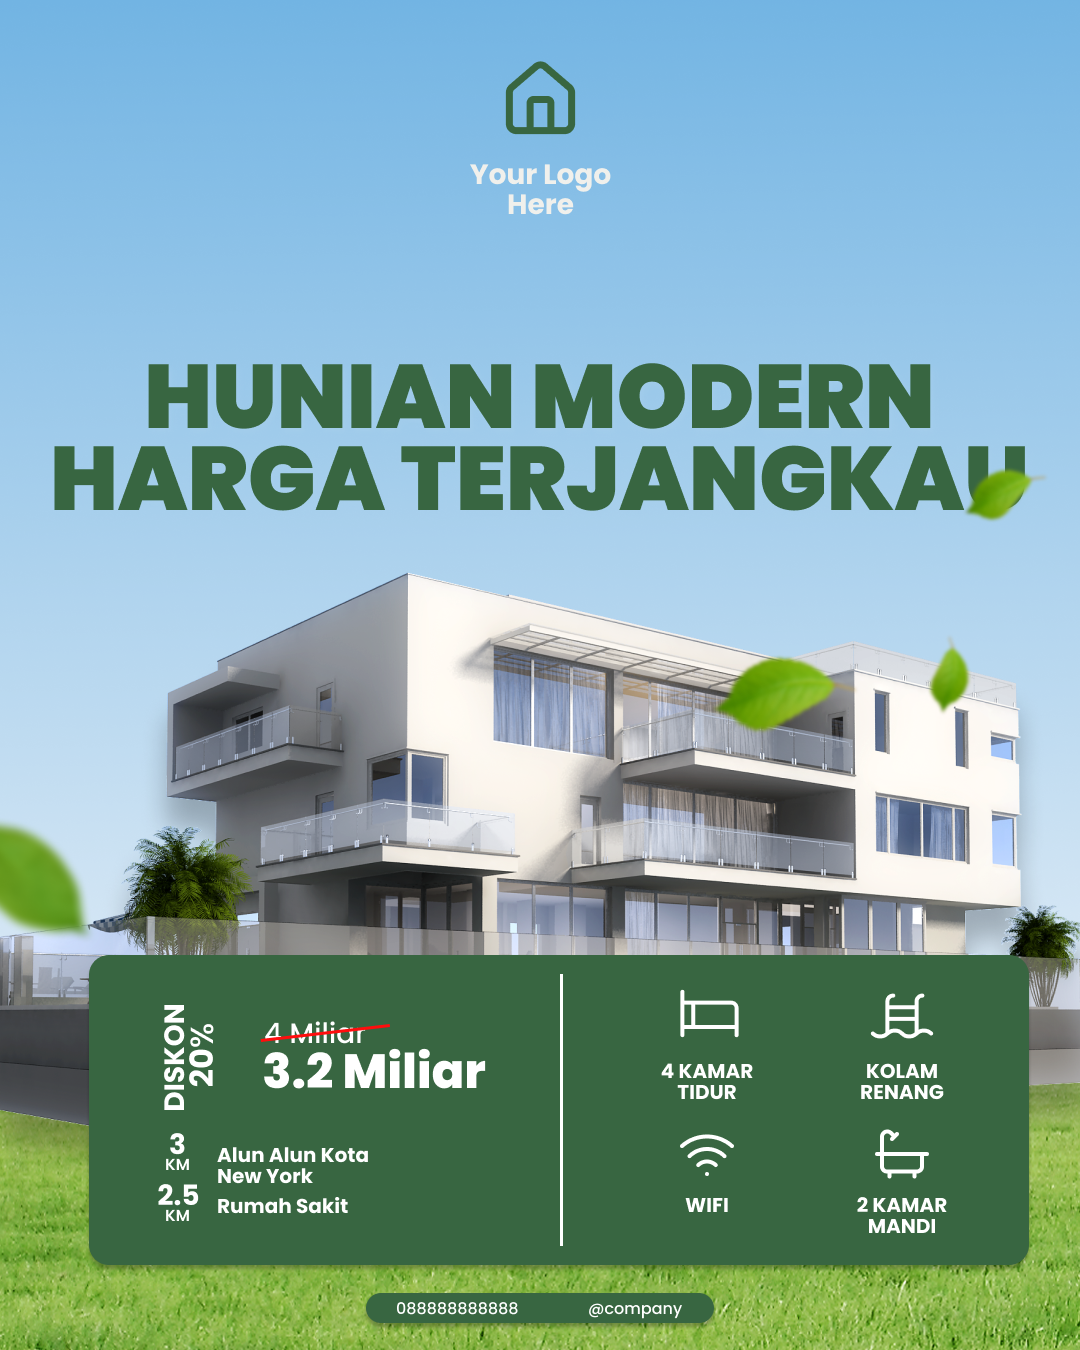 Your Logo
Here
HUNIAN MODERN
HARGA TERJANGKAU
DISKON
20%
4 Miliar
3.2 Miliar
3
KM
Alun Alun Kota
New York
2.5
KM
Rumah Sakit
4 KAMAR
TIDUR
KOLAM
RENANG
WIFI
2 KAMAR
MANDI
088888888888
@company